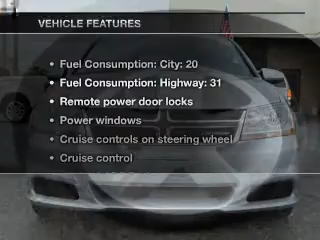 VEHICLE FEATURES
• Fuel Consumption: City: 20
• Fuel Consumption: Highway: 31
• Remote power door locks
• Power windows
• Cruise controls on steering wheel
• Cruise control